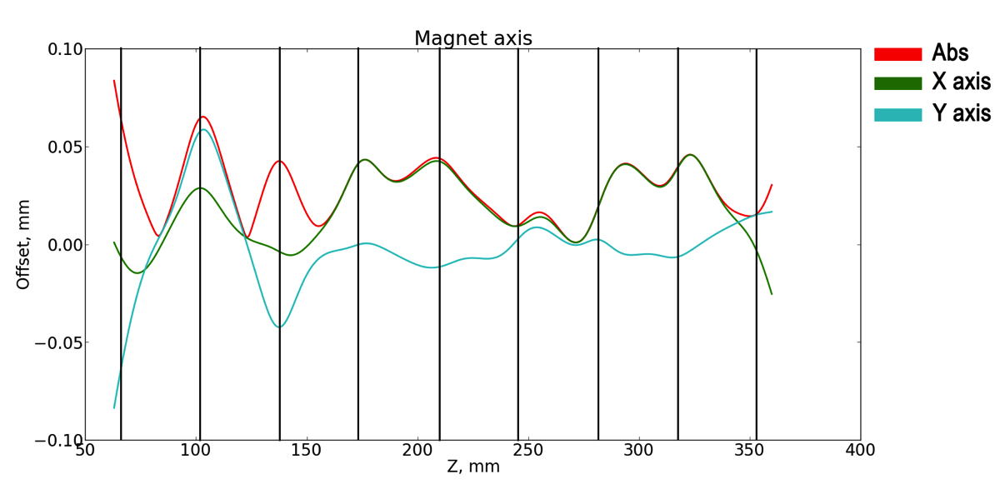 Magnet axis
Abs
X axis
Y axis
0.10
0.05
0.00
−0.05
−0.10
Offset, mm
50
100
150
200
250
300
350
400
Z, mm